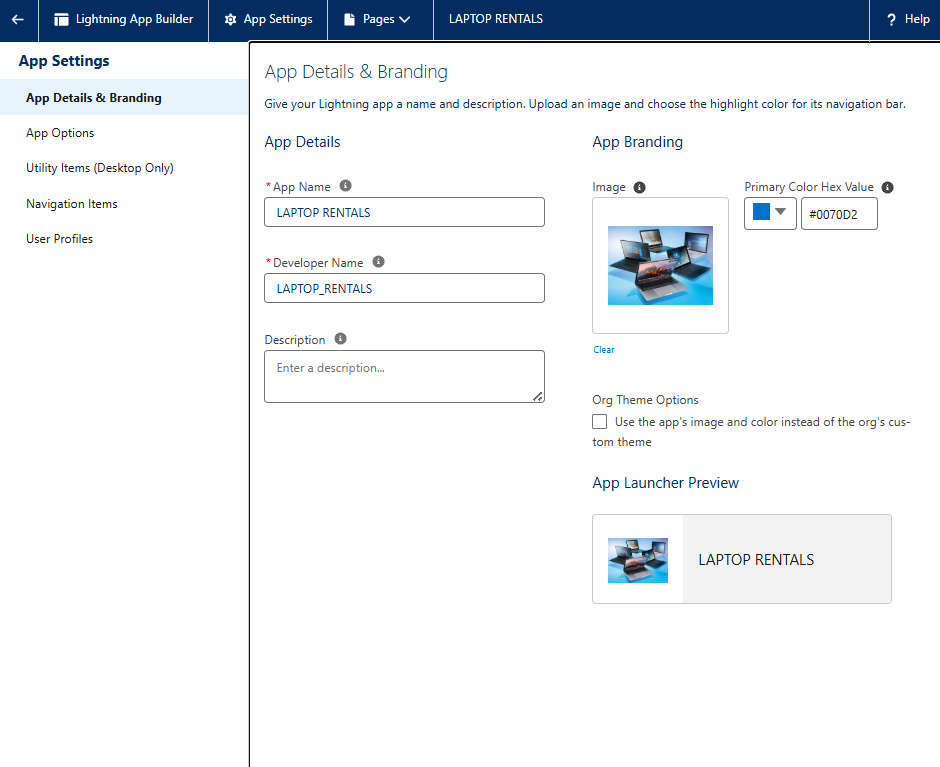 Lightning App Builder
App Settings
Pages
LAPTOP RENTALS
? Help
App Settings
App Details & Branding
App Options
Utility Items (Desktop Only)
Navigation Items
User Profiles
App Details & Branding
Give your Lightning app a name and description. Upload an image and choose the highlight color for its navigation bar.
App Details
*App Name
LAPTOP RENTALS
*Developer Name
LAPTOP_RENTALS
Description
Enter a description...
App Branding
Image
Clear
Primary Color Hex Value
#0070D2
Org Theme Options
Use the app's image and color instead of the org's cus-
tom theme
App Launcher Preview
LAPTOP RENTALS